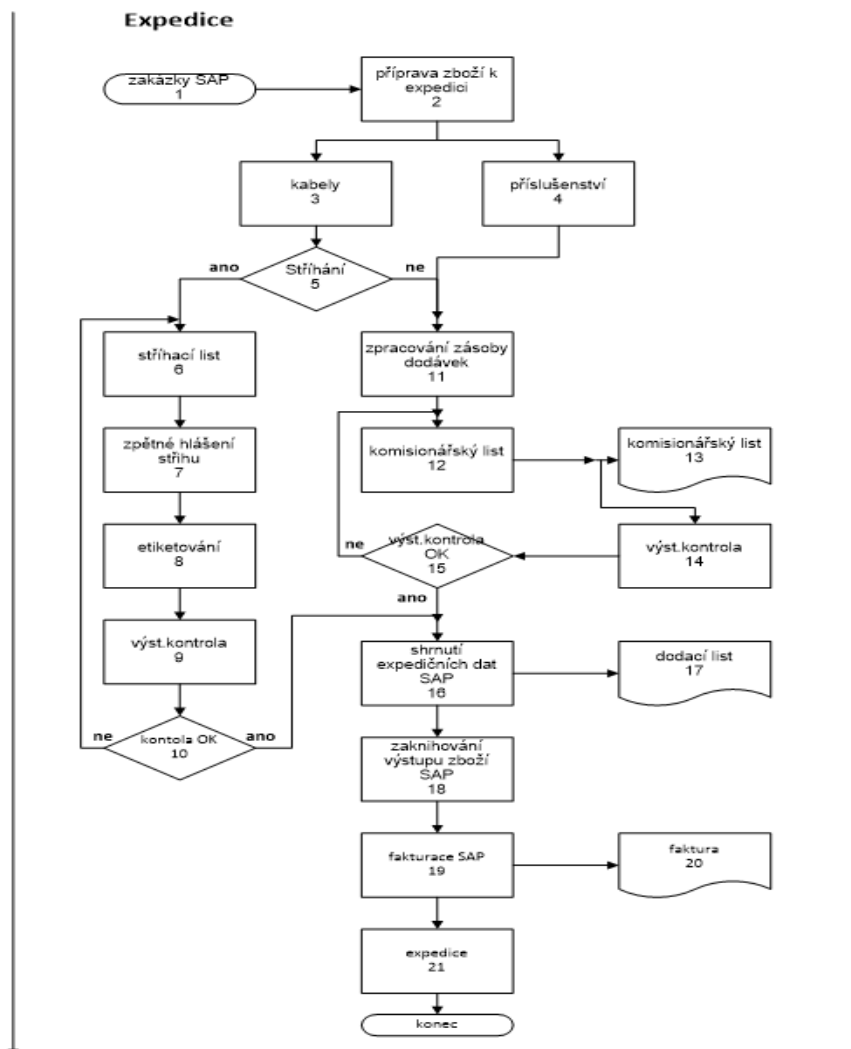 Expedice
zakázky SAP
1
příprava zboží k
expedici
2
kabely
3
příslušenství
4
ano
Stříhání
5
ne
stříhací list
6
zpracování zásoby
dodávek
11
zpětné hlášení
střihu
7
komisionářský list
12
komisionářský list
13
etiketování
8
ne
výst.kontrola
OK
15
výst.kontrola
14
ano
výst.kontrola
9
shrnutí
expedičních dat
SAP
16
dodací list
17
ne
kontola OK
10
ano
zaknihování
výstupu zboží
SAP
18
fakturace SAP
19
faktura
20
expedice
21
konec